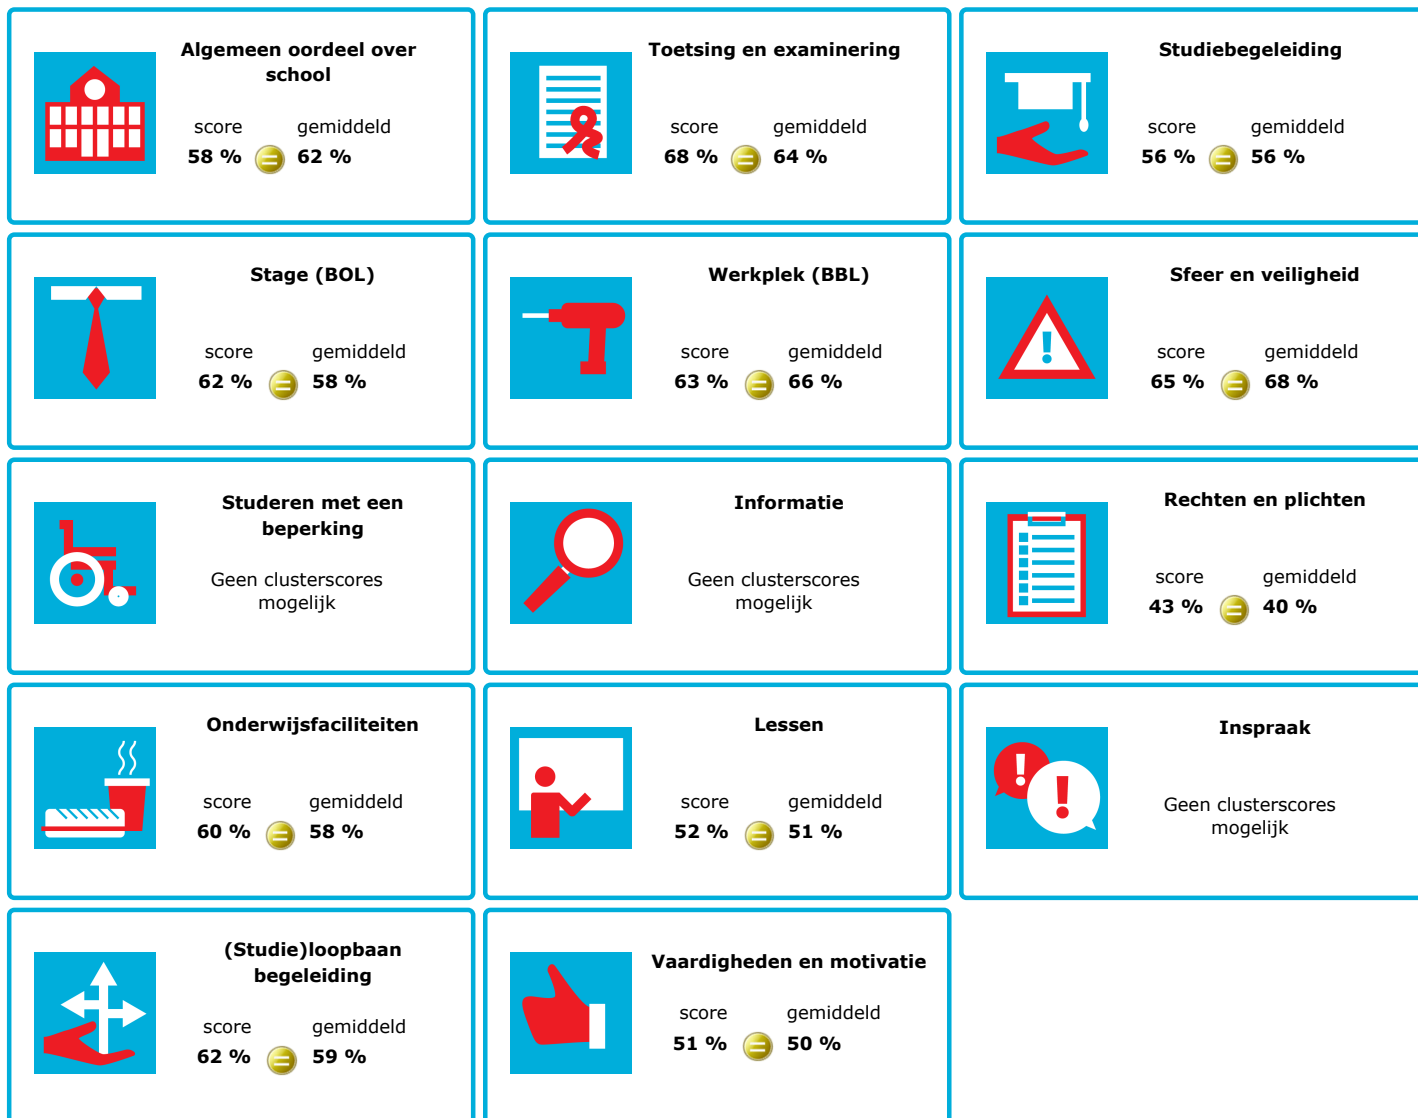 Algemeen oordeel over
school
score gemiddeld
58 % = 62 %
Toetsing en examinering
score gemiddeld
68 % = 64 %
Studiebegeleiding
score gemiddeld
56 % = 56 %
Stage (BOL)
score gemiddeld
62 % = 58 %
Werkplek (BBL)
score gemiddeld
63 % = 66 %
Sfeer en veiligheid
!
score gemiddeld
65 % = 68 %
Studeren met een
beperking
Geen clusterscores
mogelijk
Informatie
Geen clusterscores
mogelijk
Rechten en plichten
score gemiddeld
43 % = 40 %
Onderwijsfaciliteiten
score gemiddeld
60 % = 58 %
Lessen
score gemiddeld
52 % = 51 %
Inspraak
! !
Geen clusterscores
mogelijk
(Studie)loopbaan
begeleiding
score gemiddeld
62 % = 59 %
Vaardigheden en motivatie
score gemiddeld
51 % = 50 %